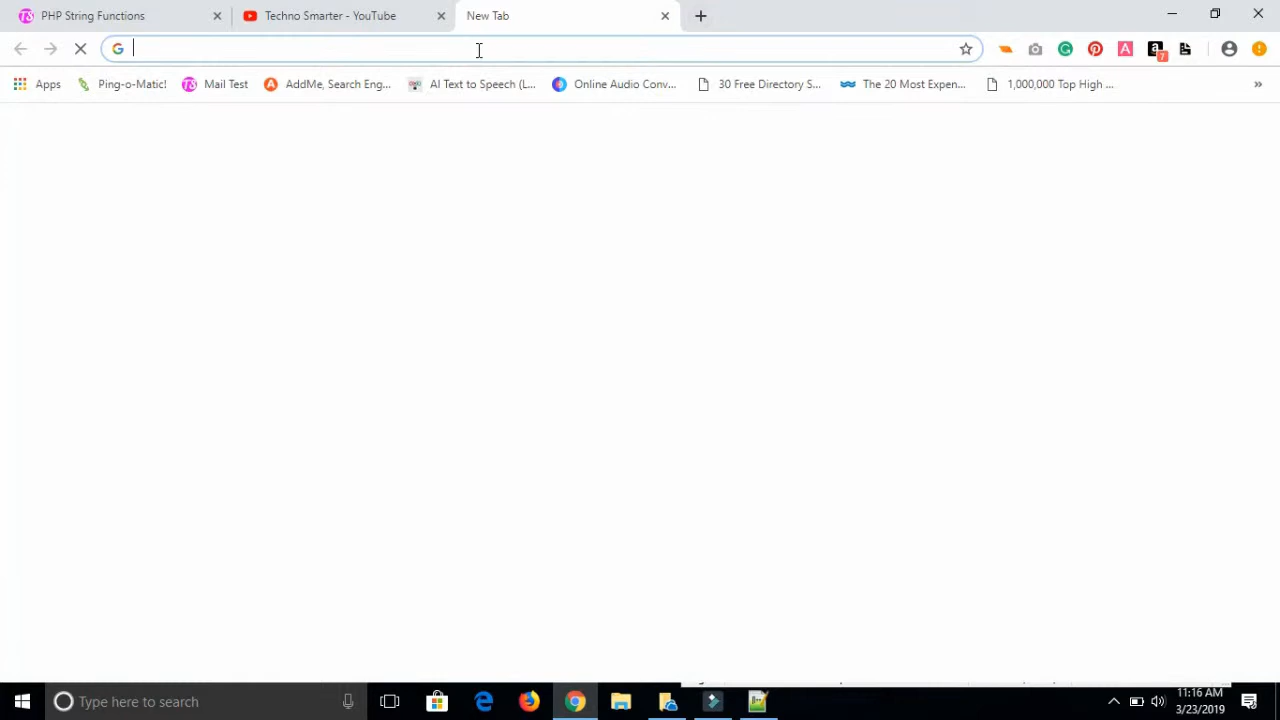 PHP String Functions
Techno Smarter - YouTube
New Tab
Apps
Ping-o-Matic!
Mail Test
AddMe, Search Eng...
AI Text to Speech (L...
Online Audio Conv...
30 Free Directory S...
The 20 Most Expen...
1,000,000 Top High ...
Type here to search
11:16 AM
3/23/2019